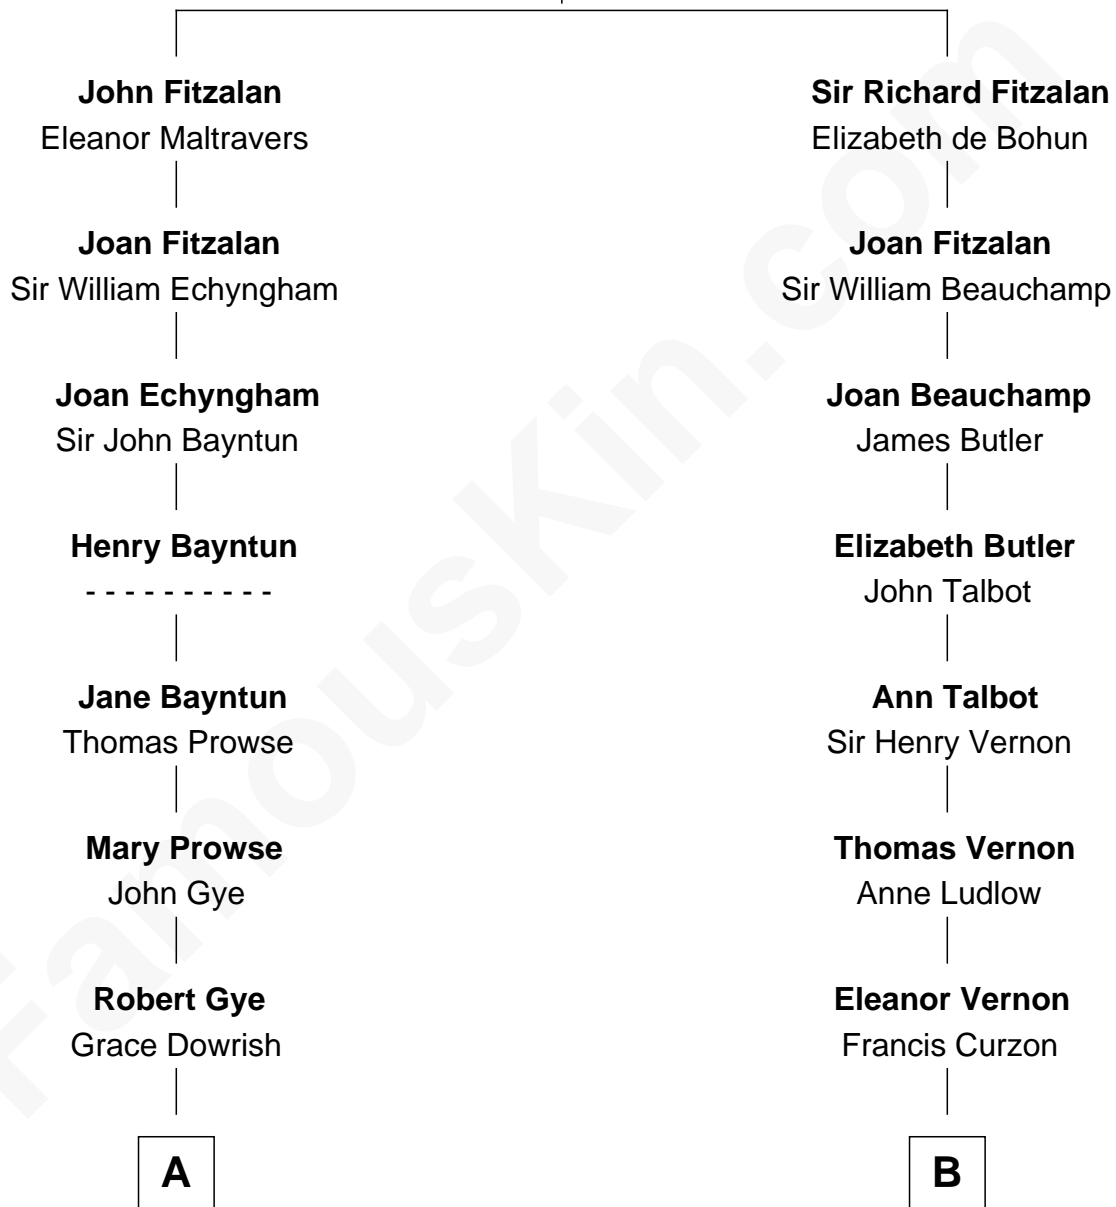 John Fitzalan
Eleanor Maltravers
Joan Fitzalan
Sir William Echyngham
Joan Echyngham
Sir John Bayntun
Henry Bayntun
- - - - - - - - - -
Jane Bayntun
Thomas Prowse
Mary Prowse
John Gye
Robert Gye
Grace Dowrish
A
Sir Richard Fitzalan
Elizabeth de Bohun
Joan Fitzalan
Sir William Beauchamp
Joan Beauchamp
James Butler
Elizabeth Butler
John Talbot
Ann Talbot
Sir Henry Vernon
Thomas Vernon
Anne Ludlow
Eleanor Vernon
Francis Curzon
B
FamousKin.com